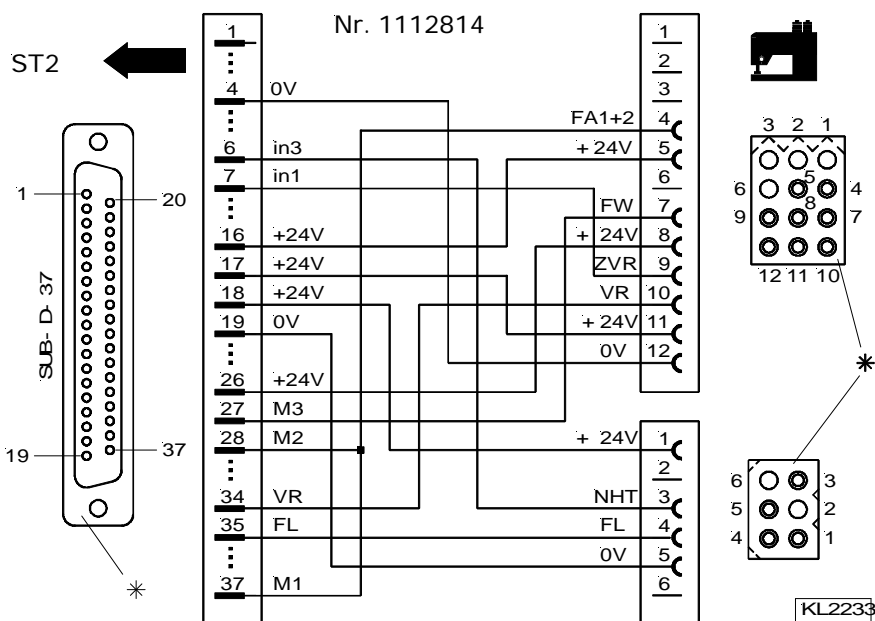 Nr. 1112814
ST2
1
4 0V
6 in3
7 in1
16 +24V
17 +24V
18 +24V
19 0V
26 +24V
27 M3
28 M2
34 VR
35 FL
37 M1
1
2
3
FA1+2 4
+24V 5
6
FW 7
+ 24V 8
ZVR 9
VR 10
+24V 11
0V 12
+ 24V 1
2
NHT 3
FL 4
0V 5
6
1 20
SUB- D- 37
19 37
3 2 1
6 5 4
9 8 7
12 11 10
*
6 3
5 2
4 1
*
KL2233